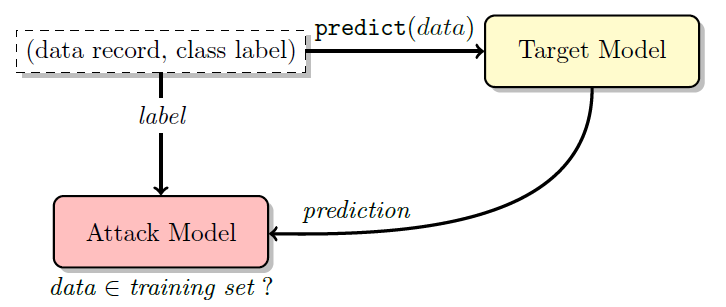 predict(data)
(data record, class label)
Target Model
label
prediction
Attack Model
data ∈ training set ?